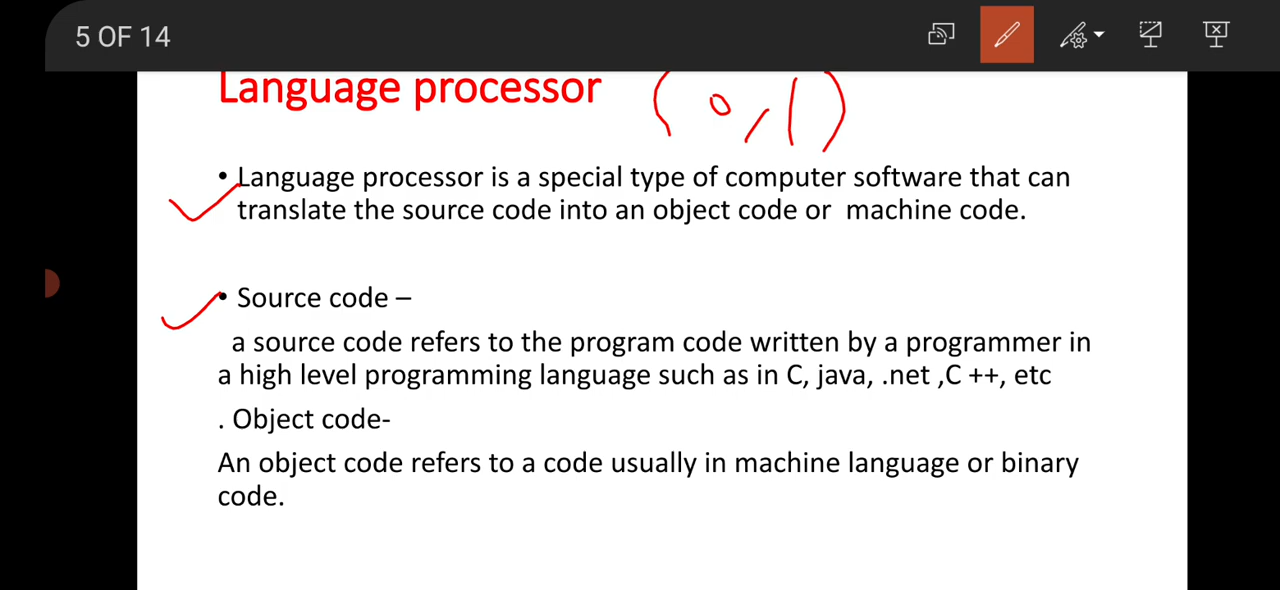 5 OF 14
Language processor (0,1)
• Language processor is a special type of computer software that can
translate the source code into an object code or machine code.
• Source code –
a source code refers to the program code written by a programmer in
a high level programming language such as in C, java, .net ,C ++, etc
. Object code-
An object code refers to a code usually in machine language or binary
code.